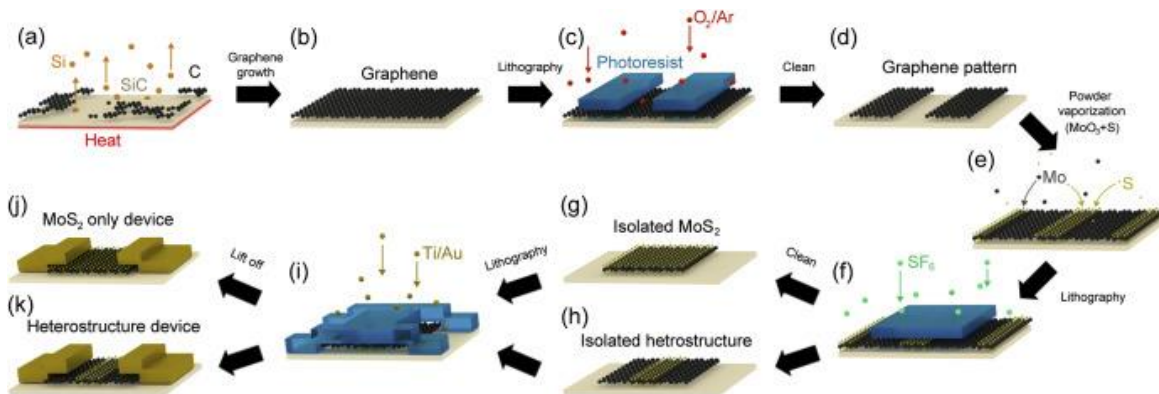 (a)
Si
SiC
C
Heat
Graphene
growth
(b)
Graphene
Lithography
(c)
O2/Ar
Photoresist
Clean
(d)
Graphene pattern
Powder
vaporization
(MoO3+S)
(e)
Mo
S
(j)
MoS2 only device
Lift off
(i)
Ti/Au
Lithography
(g)
Isolated MoS2
Clean
(f)
SF6
Lithography
(k)
Heterostructure device
(h)
Isolated hetrostructure